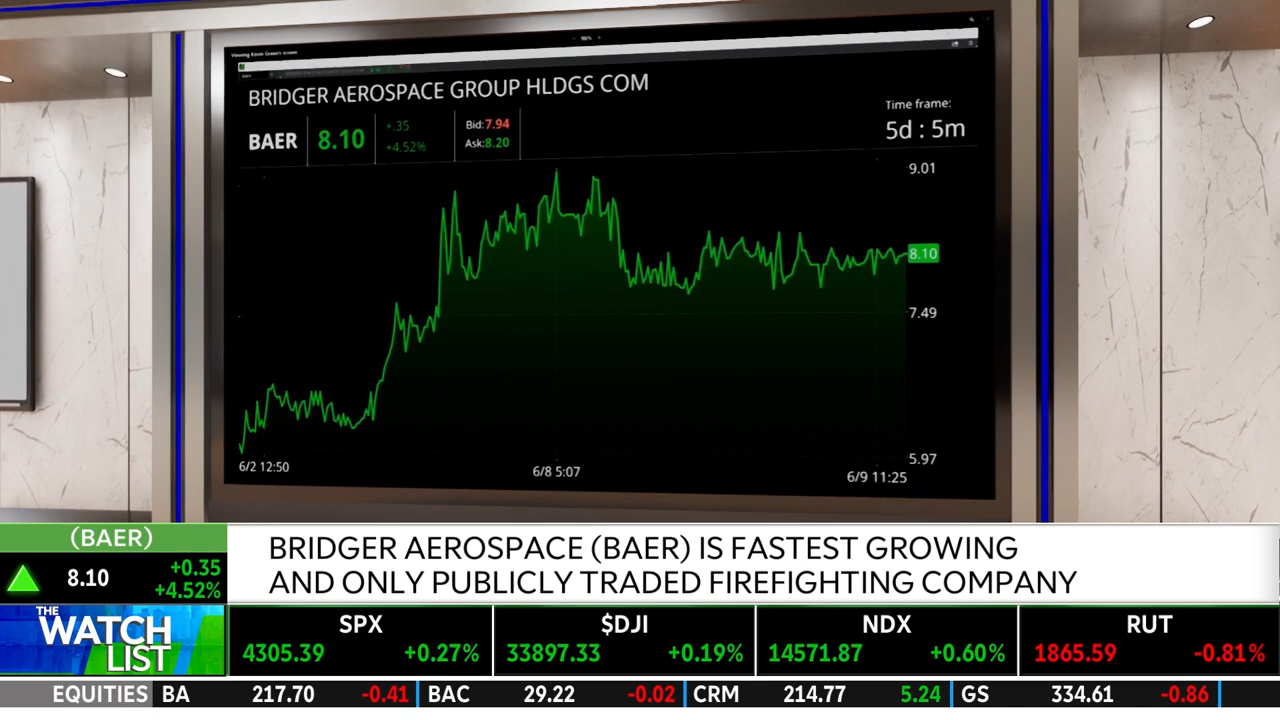 Viewing Kevin Green's screen
96%
BRIDGER AEROSPACE GROUP HLDGS COM
BAER
8.10
+.35
+4.52%
Bid:7.94
Ask:8.20
Time frame:
5d : 5m
9.01
8.10
7.49
5.97
6/2 12:50
6/8 5:07
6/9 11:25
(BAER)
8.10
+0.35
+4.52%
BRIDGER AEROSPACE (BAER) IS FASTEST GROWING
AND ONLY PUBLICLY TRADED FIREFIGHTING COMPANY
THE
WATCH
LIST
SPX
4305.39 +0.27%
$DJI
33897.33 +0.19%
NDX
14571.87 +0.60%
RUT
1865.59 -0.81%
EQUITIES BA 217.70 -0.41 BAC 29.22 -0.02 CRM 214.77 5.24 GS 334.61 -0.86